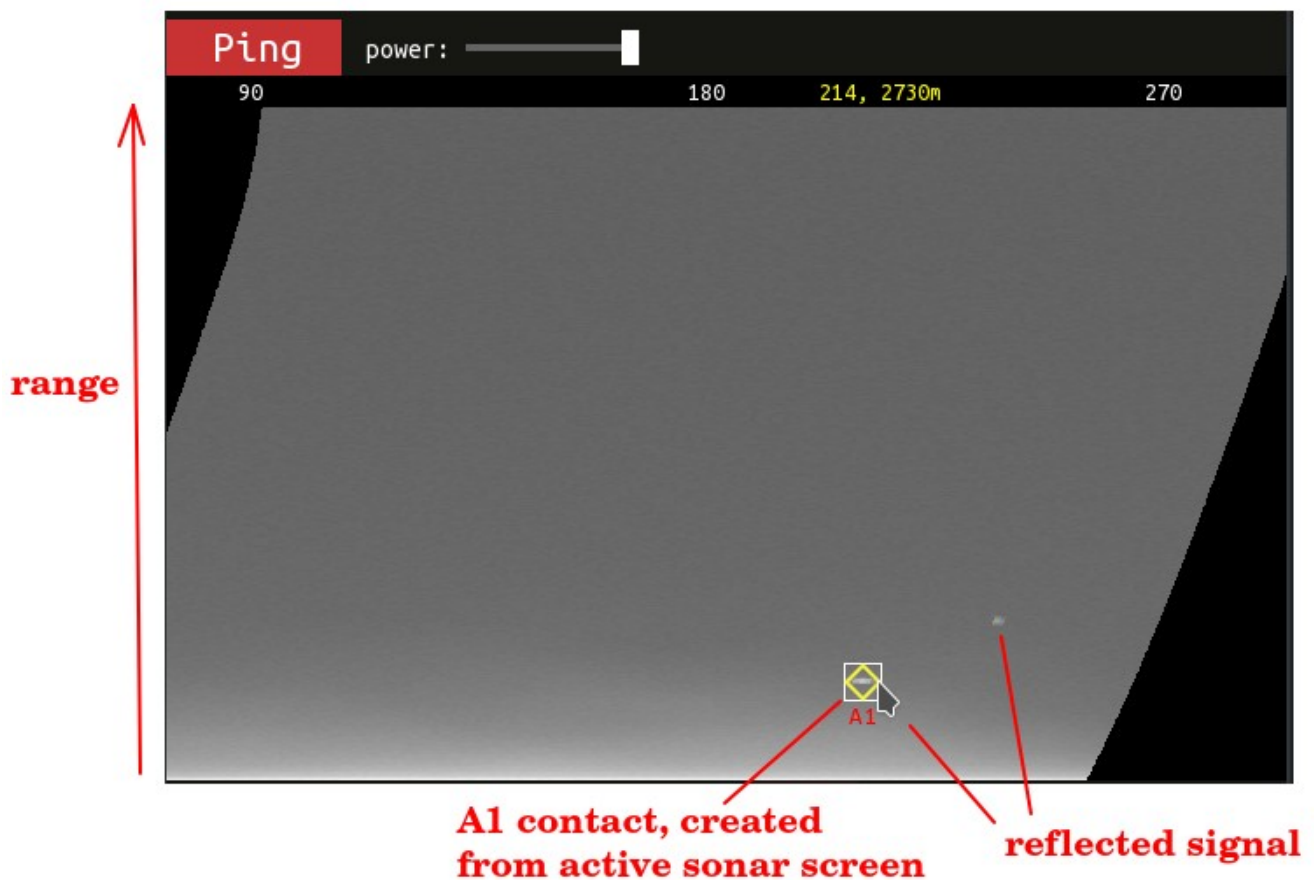 Ping power:
90 180 214, 2730m 270
range
A1
A1 contact, created
from active sonar screen
reflected signal